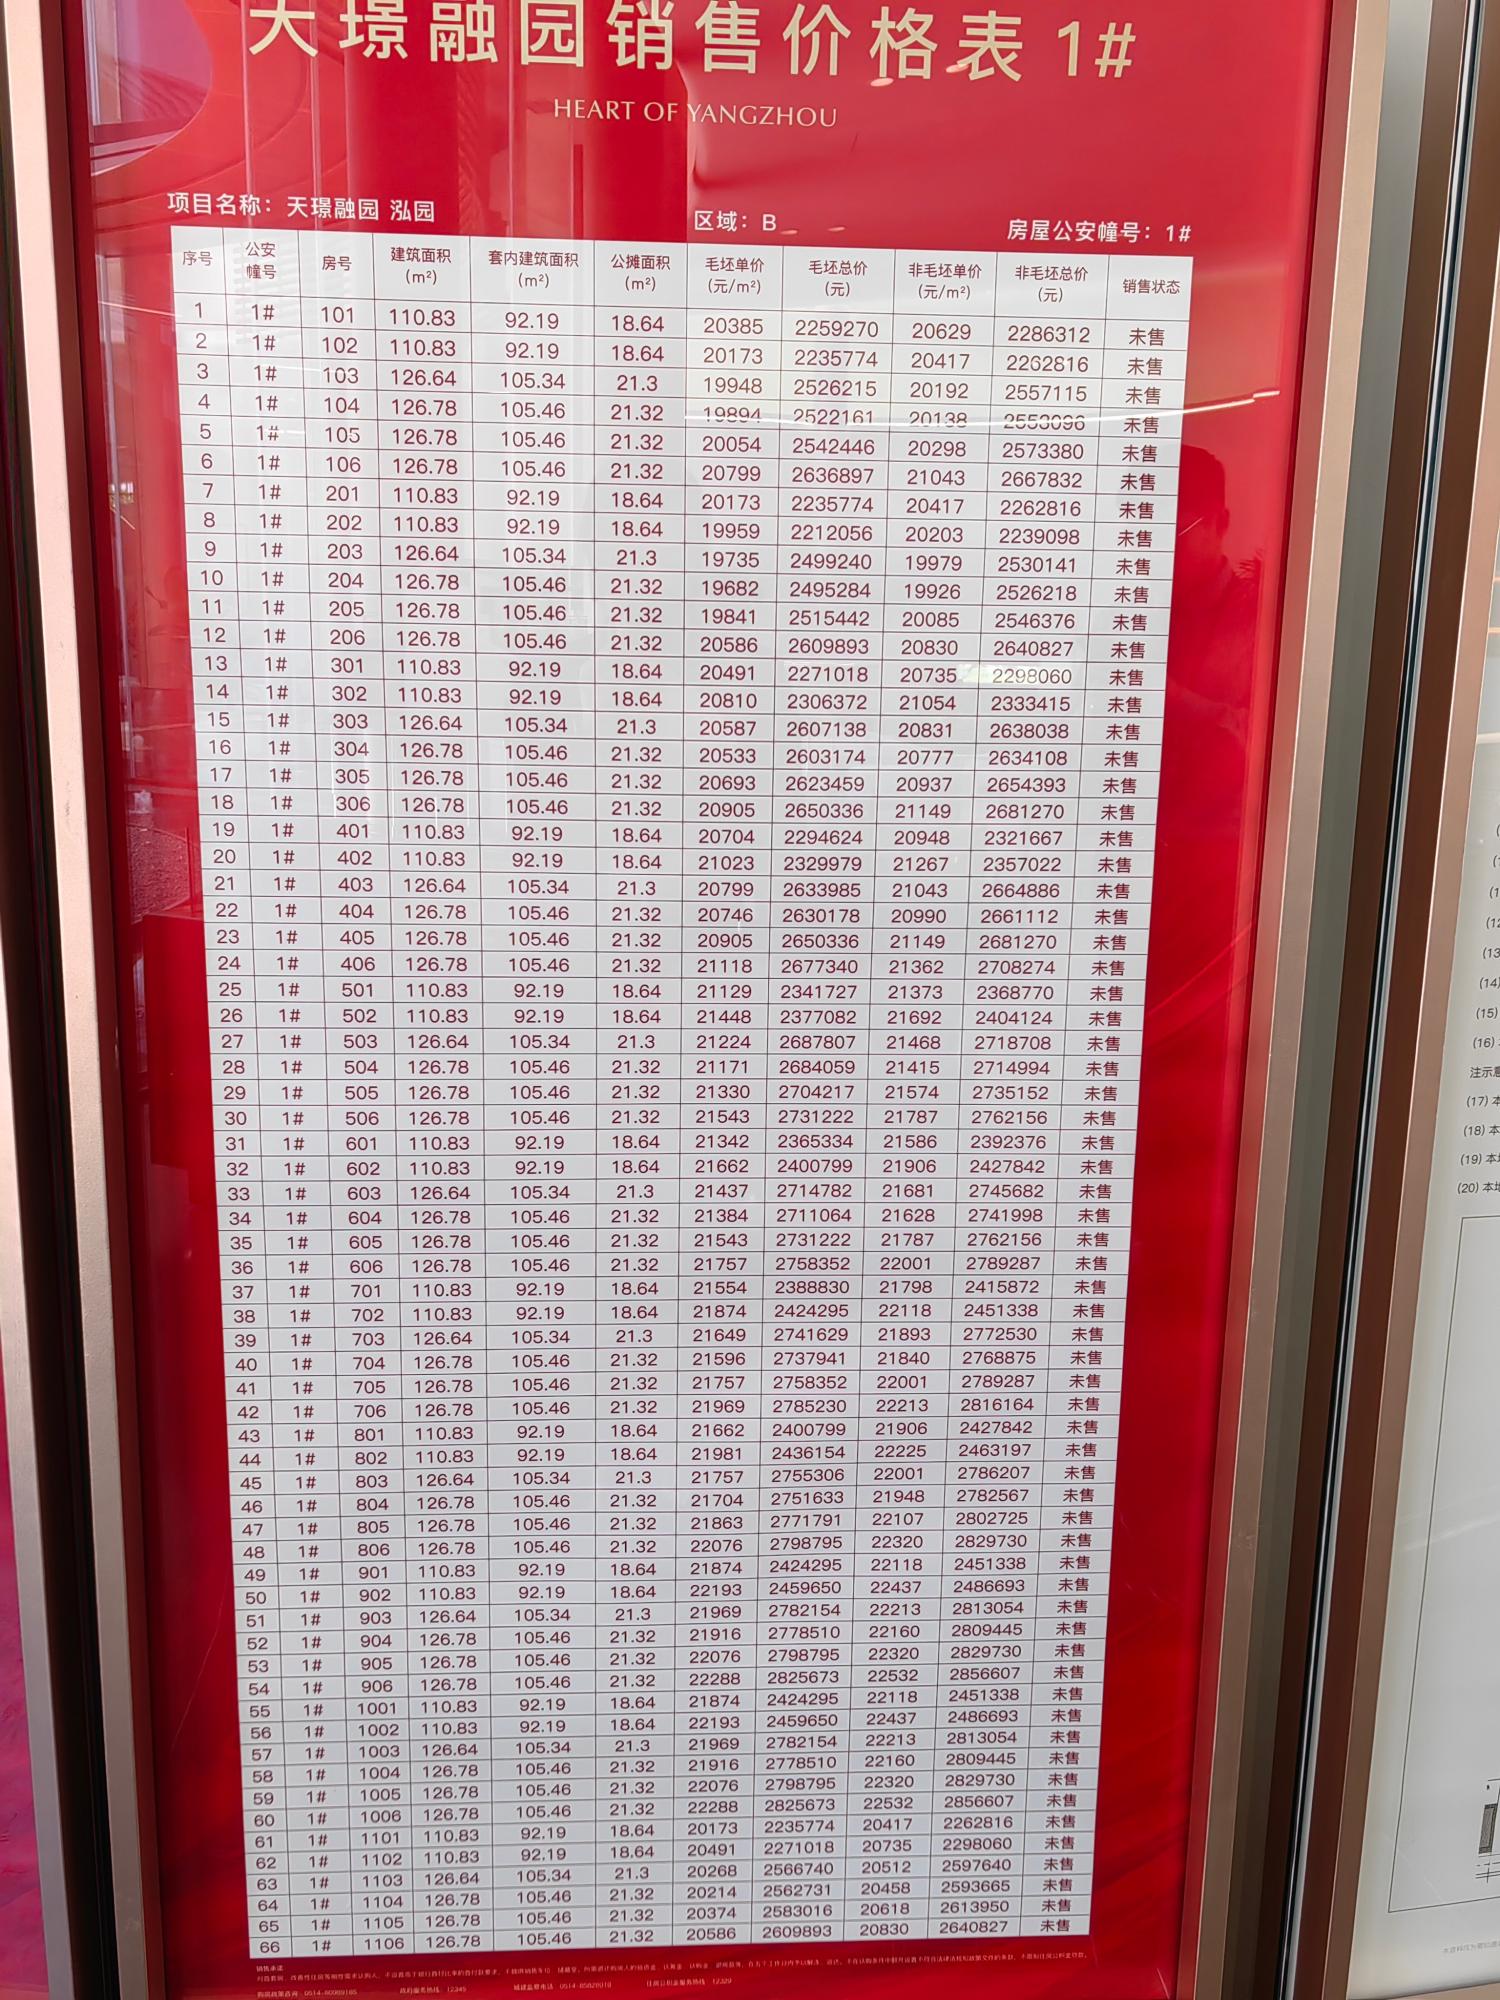 天璟融园销售价格表 1#
HEART OF YANGZHOU
项目名称：天璟融园 泓园 区域：B 房屋公安幢号：1#
序号 公安幢号 房号 建筑面积(m²) 套内建筑面积(m²) 公摊面积(m²) 毛坯单价(元/m²) 毛坯总价(元) 非毛坯单价(元/m²) 非毛坯总价(元) 销售状态
1 1# 101 110.83 92.19 18.64 20385 2259270 20629 2286312 未售
2 1# 102 110.83 92.19 18.64 20173 2235774 20417 2262816 未售
3 1# 103 126.64 105.34 21.3 19948 2526215 20192 2557115 未售
4 1# 104 126.78 105.46 21.32 19894 2522161 20138 2553096 未售
5 1# 105 126.78 105.46 21.32 20054 2542446 20298 2573380 未售
6 1# 106 126.78 105.46 21.32 20799 2636897 21043 2667832 未售
7 1# 201 110.83 92.19 18.64 20173 2235774 20417 2262816 未售
8 1# 202 110.83 92.19 18.64 19959 2212056 20203 2239098 未售
9 1# 203 126.64 105.34 21.3 19735 2499240 19979 2530141 未售
10 1# 204 126.78 105.46 21.32 19682 2495284 19926 2526218 未售
11 1# 205 126.78 105.46 21.32 19841 2515442 20085 2546376 未售
12 1# 206 126.78 105.46 21.32 20586 2609893 20830 2640827 未售
13 1# 301 110.83 92.19 18.64 20491 2271018 20735 2298060 未售
14 1# 302 110.83 92.19 18.64 20810 2306372 21054 2333415 未售
15 1# 303 126.64 105.34 21.3 20587 2607138 20831 2638038 未售
16 1# 304 126.78 105.46 21.32 20533 2603174 20777 2634108 未售
17 1# 305 126.78 105.46 21.32 20693 2623459 20937 2654393 未售
18 1# 306 126.78 105.46 21.32 20905 2650336 21149 2681270 未售
19 1# 401 110.83 92.19 18.64 20704 2294624 20948 2321667 未售
20 1# 402 110.83 92.19 18.64 21023 2329979 21267 2357022 未售
21 1# 403 126.64 105.34 21.3 20799 2633985 21043 2664886 未售
22 1# 404 126.78 105.46 21.32 20746 2630178 20990 2661112 未售
23 1# 405 126.78 105.46 21.32 20905 2650336 21149 2681270 未售
24 1# 406 126.78 105.46 21.32 21118 2677340 21362 2708274 未售
25 1# 501 110.83 92.19 18.64 21129 2341727 21373 2368770 未售
26 1# 502 110.83 92.19 18.64 21448 2377082 21692 2404124 未售
27 1# 503 126.64 105.34 21.3 21224 2687807 21468 2718708 未售
28 1# 504 126.78 105.46 21.32 21171 2684059 21415 2714994 未售
29 1# 505 126.78 105.46 21.32 21330 2704217 21574 2735152 未售
30 1# 506 126.78 105.46 21.32 21543 2731222 21787 2762156 未售
31 1# 601 110.83 92.19 18.64 21342 2365334 21586 2392376 未售
32 1# 602 110.83 92.19 18.64 21662 2400799 21906 2427842 未售
33 1# 603 126.64 105.34 21.3 21437 2714782 21681 2745682 未售
34 1# 604 126.78 105.46 21.32 21384 2711064 21628 2741998 未售
35 1# 605 126.78 105.46 21.32 21543 2731222 21787 2762156 未售
36 1# 606 126.78 105.46 21.32 21757 2758352 22001 2789287 未售
37 1# 701 110.83 92.19 18.64 21554 2388830 21798 2415872 未售
38 1# 702 110.83 92.19 18.64 21874 2424295 22118 2451338 未售
39 1# 703 126.64 105.34 21.3 21649 2741629 21893 2772530 未售
40 1# 704 126.78 105.46 21.32 21596 2737941 21840 2768875 未售
41 1# 705 126.78 105.46 21.32 21757 2758352 22001 2789287 未售
42 1# 706 126.78 105.46 21.32 21969 2785230 22213 2816164 未售
43 1# 801 110.83 92.19 18.64 21662 2400799 21906 2427842 未售
44 1# 802 110.83 92.19 18.64 21981 2436154 22225 2463197 未售
45 1# 803 126.64 105.34 21.3 21757 2755306 22001 2786207 未售
46 1# 804 126.78 105.46 21.32 21704 2751633 21948 2782567 未售
47 1# 805 126.78 105.46 21.32 21863 2771791 22107 2802725 未售
48 1# 806 126.78 105.46 21.32 22076 2798795 22320 2829730 未售
49 1# 901 110.83 92.19 18.64 21874 2424295 22118 2451338 未售
50 1# 902 110.83 92.19 18.64 22193 2459650 22437 2486693 未售
51 1# 903 126.64 105.34 21.3 21969 2782154 22213 2813054 未售
52 1# 904 126.78 105.46 21.32 21916 2778510 22160 2809445 未售
53 1# 905 126.78 105.46 21.32 22076 2798795 22320 2829730 未售
54 1# 906 126.78 105.46 21.32 22288 2825673 22532 2856607 未售
55 1# 1001 110.83 92.19 18.64 21874 2424295 22118 2451338 未售
56 1# 1002 110.83 92.19 18.64 22193 2459650 22437 2486693 未售
57 1# 1003 126.64 105.34 21.3 21969 2782154 22213 2813054 未售
58 1# 1004 126.78 105.46 21.32 21916 2778510 22160 2809445 未售
59 1# 1005 126.78 105.46 21.32 22076 2798795 22320 2829730 未售
60 1# 1006 126.78 105.46 21.32 22288 2825673 22532 2856607 未售
61 1# 1101 110.83 92.19 18.64 20173 2235774 20417 2262816 未售
62 1# 1102 110.83 92.19 18.64 20491 2271018 20735 2298060 未售
63 1# 1103 126.64 105.34 21.3 20268 2566740 20512 2597640 未售
64 1# 1104 126.78 105.46 21.32 20214 2562731 20458 2593665 未售
65 1# 1105 126.78 105.46 21.32 20374 2583016 20618 2613950 未售
66 1# 1106 126.78 105.46 21.32 20586 2609893 20830 2640827 未售
销售承诺
政府服务热线：12345 住房公积金服务热线：12329
(13)
(14)
(15)
(16)
注示意
(17) 本
(18) 本
(19) 本
(20) 本